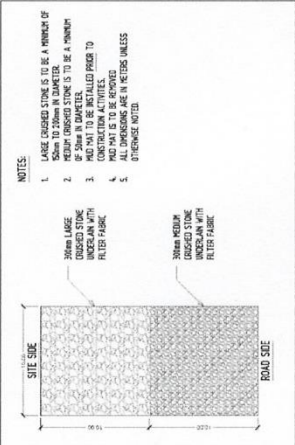 NOTES:
1. LARGE CRUSHED STONE IS TO BE A MINIMUM OF
150mm TO 200mm IN DIAMETER.
2. MEDIUM CRUSHED STONE IS TO BE A MINIMUM
OF 50mm IN DIAMETER.
3. MUD MAT TO BE INSTALLED PRIOR TO
CONSTRUCTION ACTIVITIES.
4. MUD MAT IS TO BE REMOVED
5. ALL DIMENSIONS ARE IN METERS UNLESS
OTHERWISE NOTED.
300mm LARGE
CRUSHED STONE
UNDERLAIN WITH
FILTER FABRIC
300mm MEDIUM
CRUSHED STONE
UNDERLAIN WITH
FILTER FABRIC
SITE SIDE
ROAD SIDE